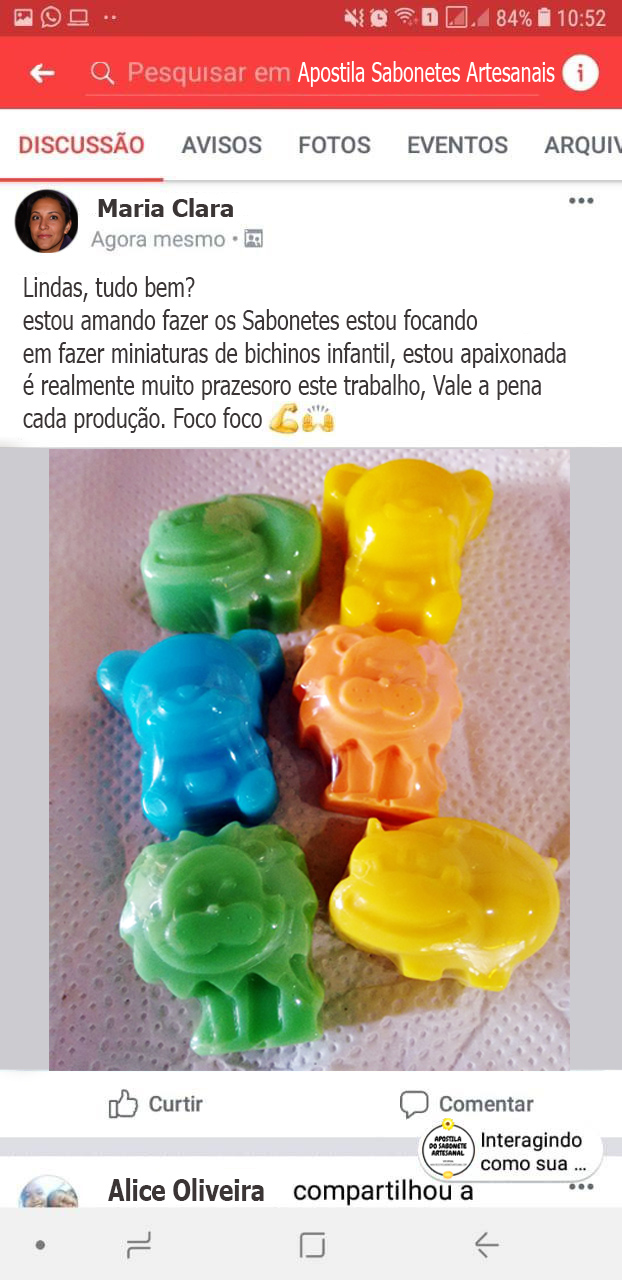 84% 10:52
Pesquisar em Apostila Sabonetes Artesanais
DISCUSSÃO AVISOS FOTOS EVENTOS ARQUIV
Maria Clara
Agora mesmo
Lindas, tudo bem?
estou amando fazer os Sabonetes estou focando
em fazer miniaturas de bichinos infantil, estou apaixonada
é realmente muito prazesoro este trabalho, Vale a pena
cada produção. Foco foco 💪🙌
Curtir Comentar
APOSTILA
DO SABONETE
ARTESANAL
Interagindo
como sua ...
Alice Oliveira compartilhou a